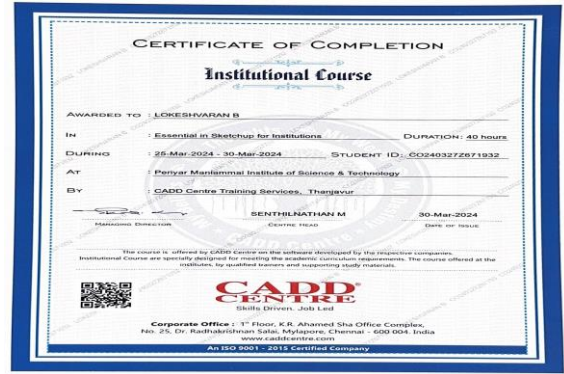 CERTIFICATE OF COMPLETION
Institutional Course
AWARDED TO : LOKESHVARAN B
IN : Essential in Sketchup for Institutions DURATION: 40 hours
DURING : 25-Mar-2024 - 30-Mar-2024 STUDENT ID: CO240327Z671932
AT : Periyar Maniammai Institute of Science & Technology
BY : CADD Centre Training Services, Thanjavur
SENTHILNATHAN M 30-Mar-2024
MANAGING DIRECTOR CENTRE HEAD DATE OF ISSUE
The course is offered by CADD Centre on the software developed by the respective companies.
Institutional Course are specially designed for meeting the academic curriculum requirements. The course offered at the
institutes, by qualified trainers and supporting study materials.
CADD
CENTRE
Skills Driven. Job Led
Corporate Office : 1st Floor, K.R. Ahamed Sha Office Complex,
No. 25, Dr. Radhakrishnan Salai, Mylapore, Chennai - 600 004. India
www.caddcentre.com
An ISO 9001 - 2015 Certified Company